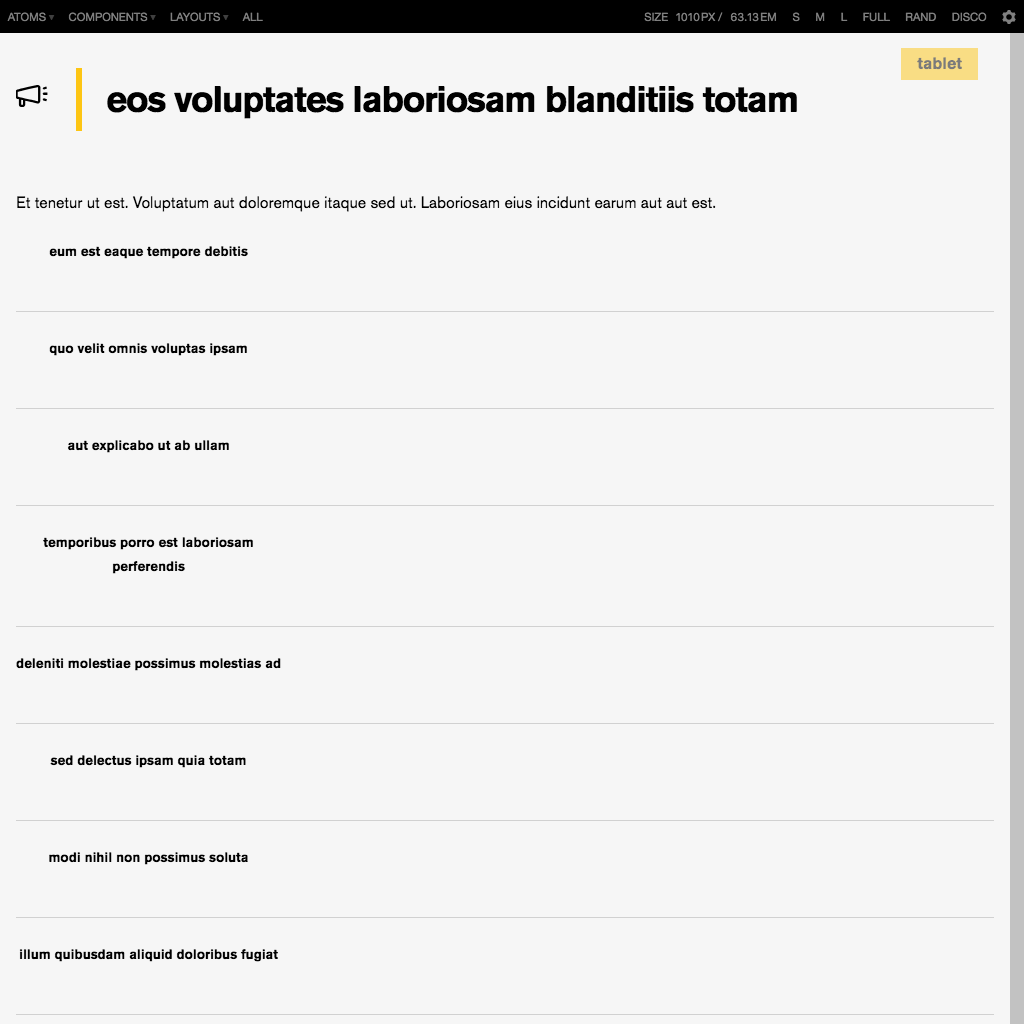 ATOMS▾ COMPONENTS▾ LAYOUTS▾ ALL SIZE 1010PX / 63.13EM S M L FULL RAND DISCO
tablet
eos voluptates laboriosam blanditiis totam
Et tenetur ut est. Voluptatum aut doloremque itaque sed ut. Laboriosam eius incidunt earum aut aut est.
eum est eaque tempore debitis
quo velit omnis voluptas ipsam
aut explicabo ut ab ullam
temporibus porro est laboriosam
perferendis
deleniti molestiae possimus molestias ad
sed delectus ipsam quia totam
modi nihil non possimus soluta
illum quibusdam aliquid doloribus fugiat